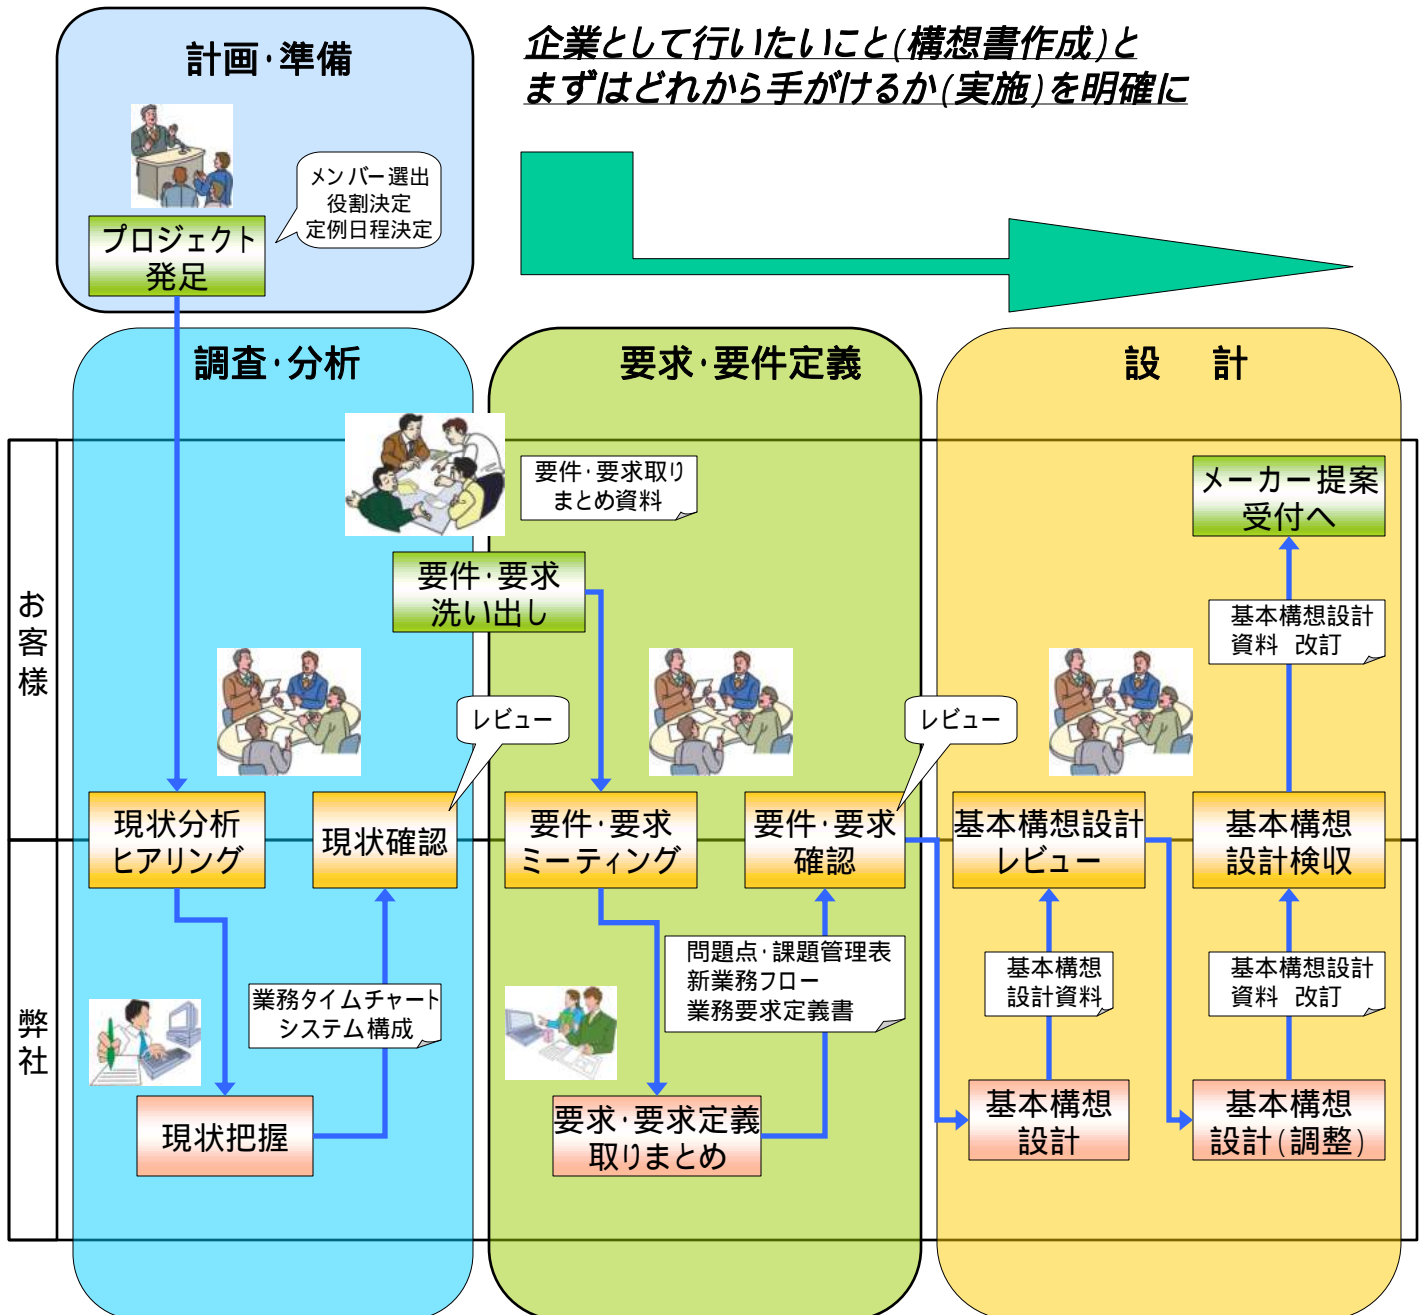 計画・準備
企業として行いたいこと(構想書作成)と
まずはどれから手がけるか(実施)を明確に
メンバー選出
役割決定
定例日程決定
プロジェクト
発足
調査・分析
要求・要件定義
設 計
お客様
要件・要求取り
まとめ資料
メーカー提案
受付へ
要件・要求
洗い出し
基本構想設計
資料 改訂
レビュー
レビュー
現状分析
ヒアリング
現状確認
要件・要求
ミーティング
要件・要求
確認
基本構想設計
レビュー
基本構想
設計検収
弊社
業務タイムチャート
システム構成
問題点・課題管理表
新業務フロー
業務要求定義書
基本構想
設計資料
基本構想設計
資料 改訂
現状把握
要求・要求定義
取りまとめ
基本構想
設計
基本構想
設計(調整)